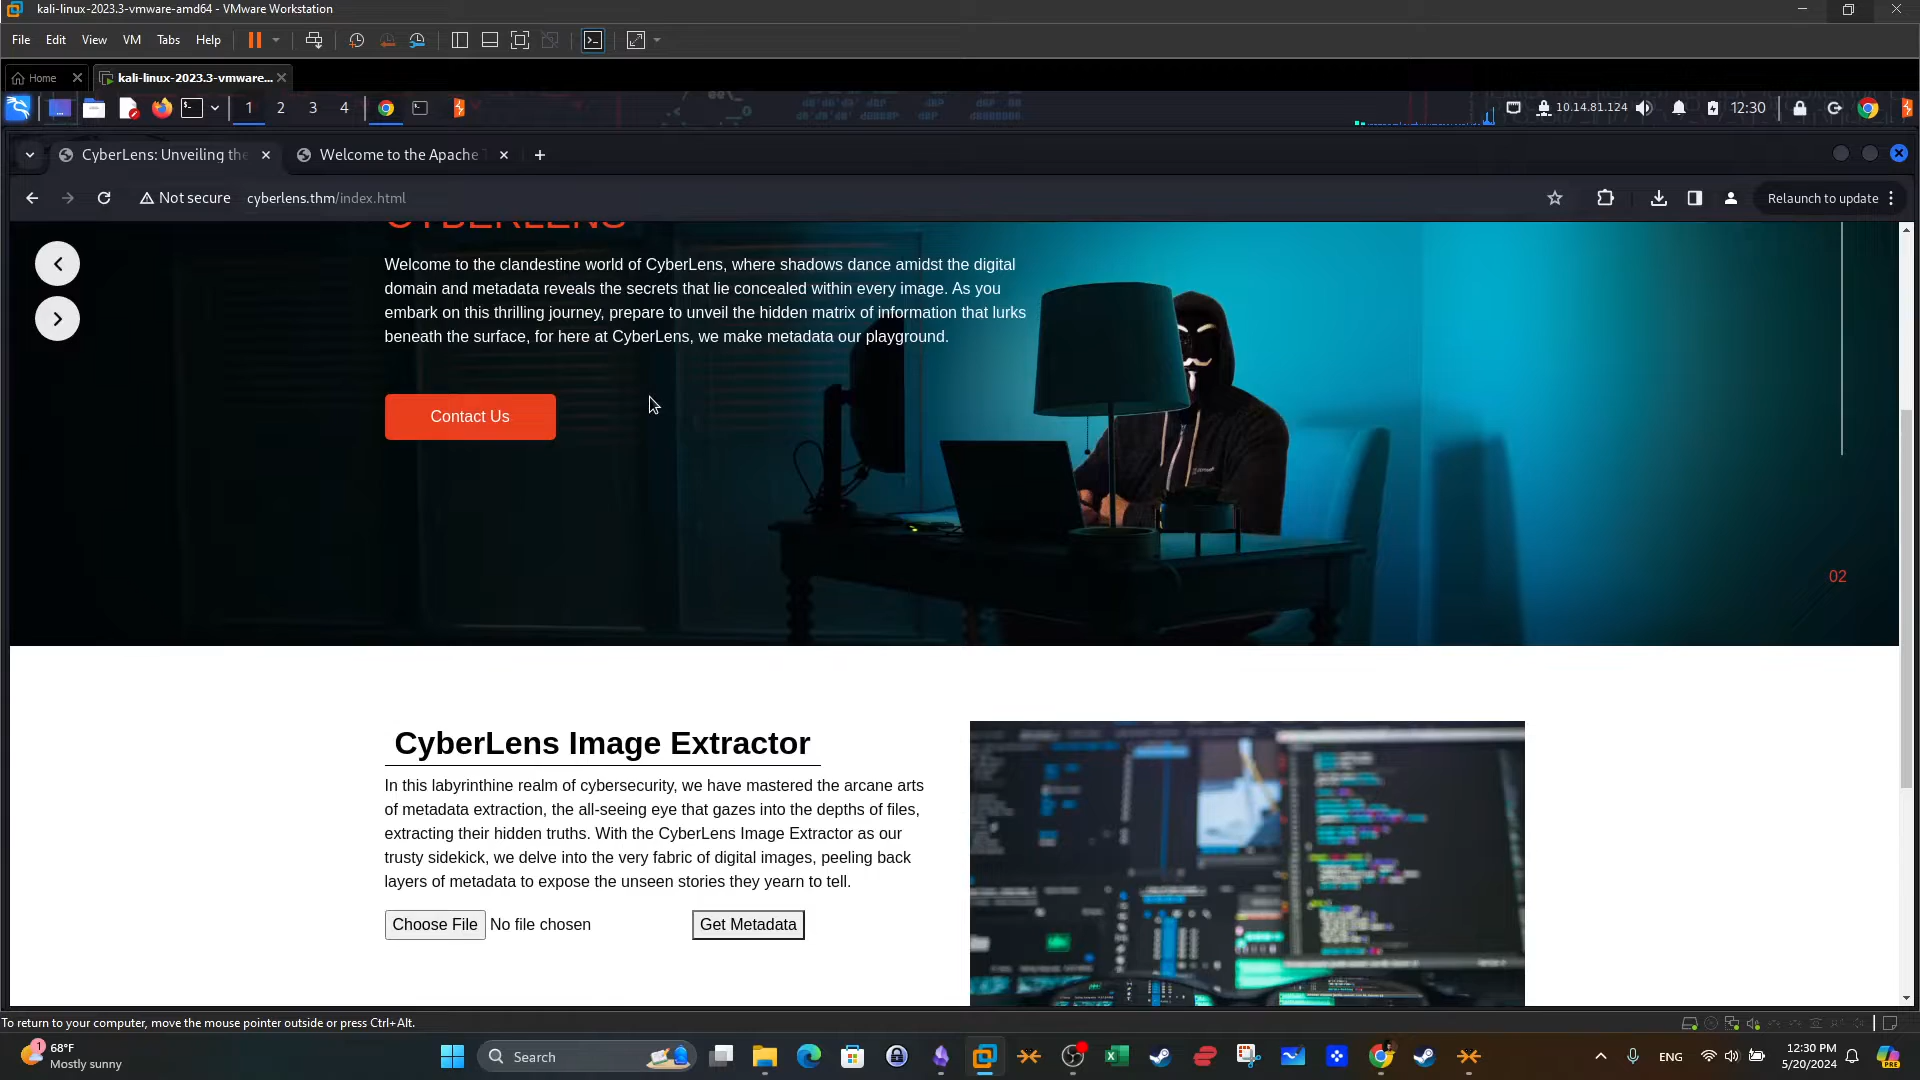 kali-linux-2023.3-vmware-amd64 - VMware Workstation
File Edit View VM Tabs Help
Home kali-linux-2023.3-vmware...
1 2 3 4 10.14.81.124 12:30
CyberLens: Unveiling the Welcome to the Apache T
Not secure cyberlens.thm/index.html Relaunch to update
CYBERLENS
Welcome to the clandestine world of CyberLens, where shadows dance amidst the digital
domain and metadata reveals the secrets that lie concealed within every image. As you
embark on this thrilling journey, prepare to unveil the hidden matrix of information that lurks
beneath the surface, for here at CyberLens, we make metadata our playground.
Contact Us
02
CyberLens Image Extractor
In this labyrinthine realm of cybersecurity, we have mastered the arcane arts
of metadata extraction, the all-seeing eye that gazes into the depths of files,
extracting their hidden truths. With the CyberLens Image Extractor as our
trusty sidekick, we delve into the very fabric of digital images, peeling back
layers of metadata to expose the unseen stories they yearn to tell.
Choose File No file chosen Get Metadata
To return to your computer, move the mouse pointer outside or press Ctrl+Alt.
1 68°F
Mostly sunny
Search
ENG
12:30 PM
5/20/2024
PRE